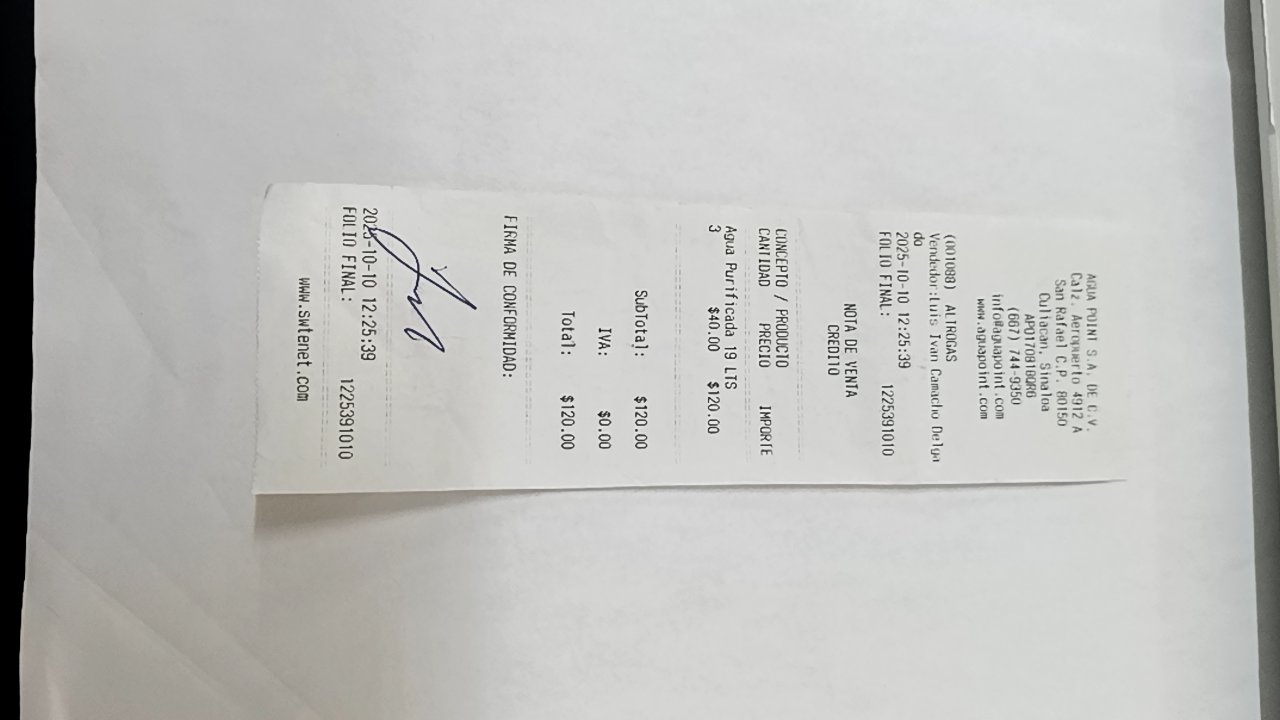 AGUA POINT S.A. DE C.V.
Calz. Aeropuerto 4912 A
San Rafael C.P. 80150
Culiacan, Sinaloa
APO170918QR6
(667) 744-9350
info@aguapoint.com
www.aguapoint.com
(001088) ALTROGAS
Vendedor:Luis Ivan Camacho Delga
do
2025-10-10 12:25:39
FOLIO FINAL: 1225391010
NOTA DE VENTA
CREDITO
CONCEPTO / PRODUCTO
CANTIDAD PRECIO IMPORTE
Agua Purificada 19 LTS
3 $40.00 $120.00
SubTotal: $120.00
IVA: $0.00
Total: $120.00
FIRMA DE CONFORMIDAD:
2025-10-10 12:25:39
FOLIO FINAL: 1225391010
www.swtenet.com